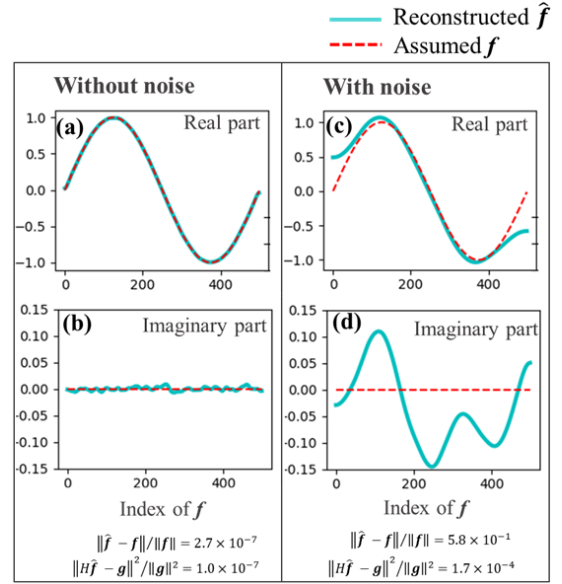 Reconstructed f̂
Assumed f
Without noise
With noise
(a)
Real part
1.0
0.5
0.0
−0.5
−1.0
0
200
400
(c)
Real part
1.0
0.5
0.0
−0.5
−1.0
0
200
400
(b)
Imaginary part
0.15
0.10
0.05
0.00
-0.05
-0.10
-0.15
0
200
400
Index of f
(d)
Imaginary part
0.15
0.10
0.05
0.00
-0.05
-0.10
-0.15
0
200
400
Index of f
‖f̂ − f‖/‖f‖ = 2.7 × 10⁻⁷
‖Hf̂ − g‖²/‖g‖² = 1.0 × 10⁻⁷
‖f̂ − f‖/‖f‖ = 5.8 × 10⁻¹
‖Hf̂ − g‖²/‖g‖² = 1.7 × 10⁻⁴